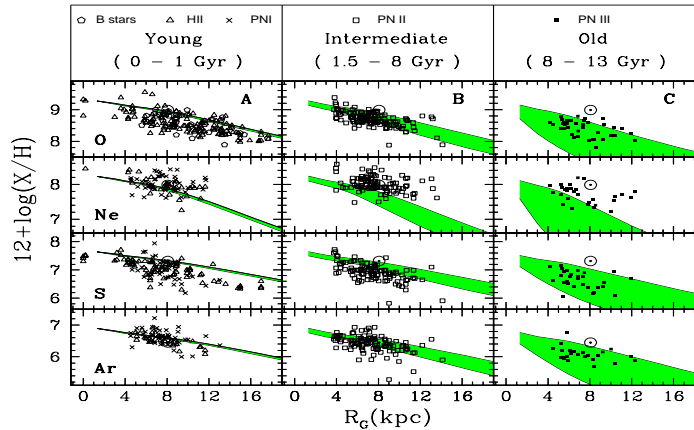 B stars HII PNI PN II PN III
Young Intermediate Old
( 0 - 1 Gyr ) ( 1.5 - 8 Gyr ) ( 8 - 13 Gyr )
A B C
9
8
O
8
7
Ne
8
7
6
S
7
6
Ar
12+log(X/H)
0 4 8 12 16 0 4 8 12 16 0 4 8 12 16
R_G(kpc)